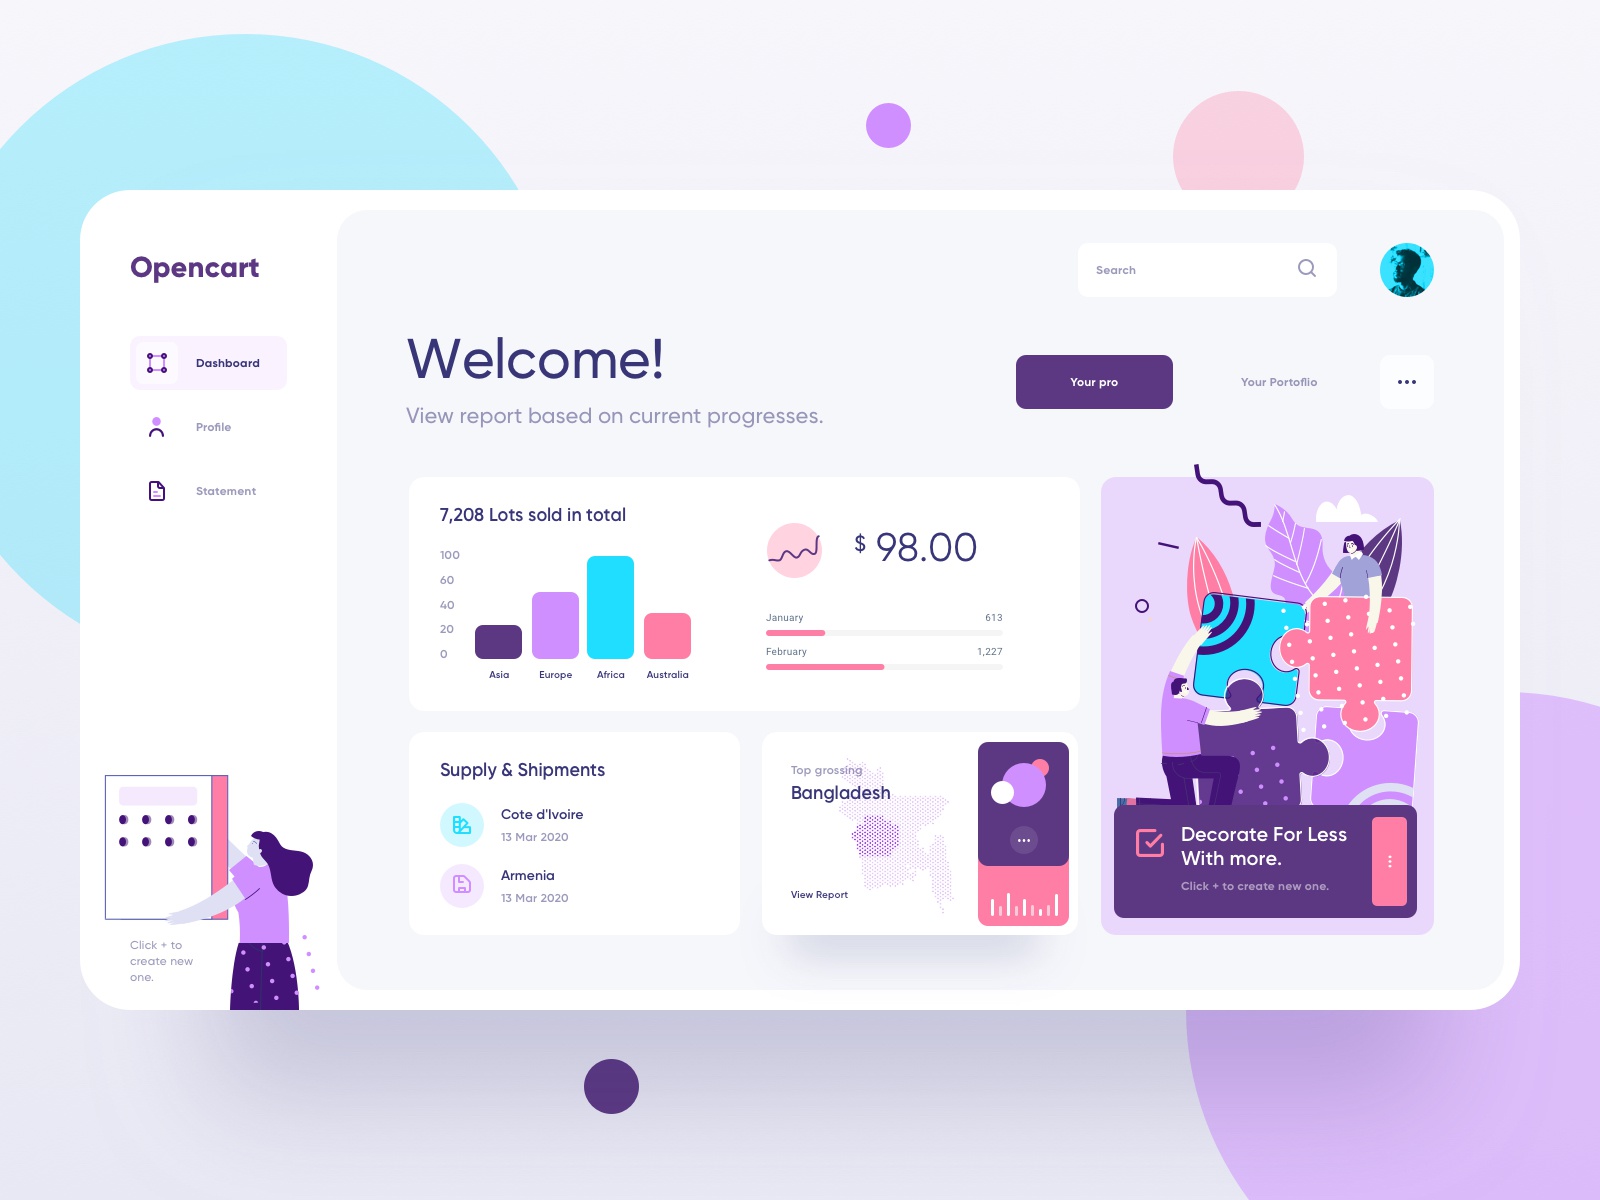 Opencart
Dashboard
Profile
Statement
Click + to
create new
one.
Search
Welcome!
View report based on current progresses.
Your pro
Your Portoflio
7,208 Lots sold in total
100
60
40
20
0
Asia
Europe
Africa
Australia
$ 98.00
January 613
February 1,227
Supply & Shipments
Cote d'Ivoire
13 Mar 2020
Armenia
13 Mar 2020
Top grossing
Bangladesh
View Report
Decorate For Less
With more.
Click + to create new one.